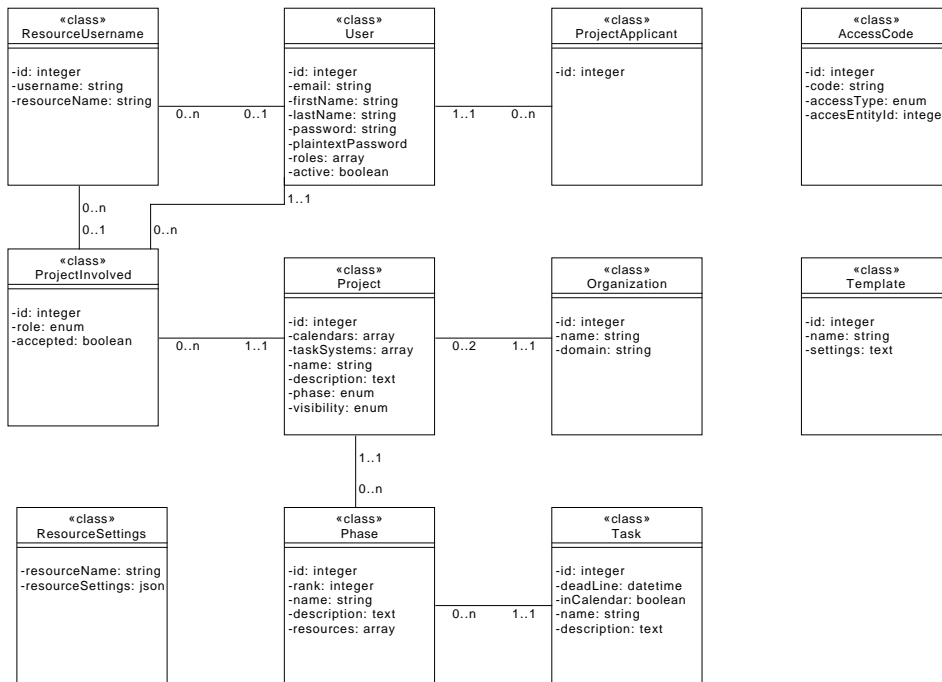 «class»
ResourceUsername
-id: integer
-username: string
-resourceName: string
«class»
User
-id: integer
-email: string
-firstName: string
-lastName: string
-password: string
-plaintextPassword
-roles: array
-active: boolean
«class»
ProjectApplicant
-id: integer
«class»
AccessCode
-id: integer
-code: string
-accessType: enum
-accesEntityId: intege
0..n
0..1
1..1
0..n
1..1
0..n
0..n
0..1
0..n
«class»
ProjectInvolved
-id: integer
-role: enum
-accepted: boolean
«class»
Project
-id: integer
-calendars: array
-taskSystems: array
-name: string
-description: text
-phase: enum
-visibility: enum
«class»
Organization
-id: integer
-name: string
-domain: string
«class»
Template
-id: integer
-name: string
-settings: text
0..n
1..1
0..2
1..1
1..1
0..n
«class»
ResourceSettings
-resourceName: string
-resourceSettings: json
«class»
Phase
-id: integer
-rank: integer
-name: string
-description: text
-resources: array
«class»
Task
-id: integer
-deadLine: datetime
-inCalendar: boolean
-name: string
-description: text
0..n
1..1